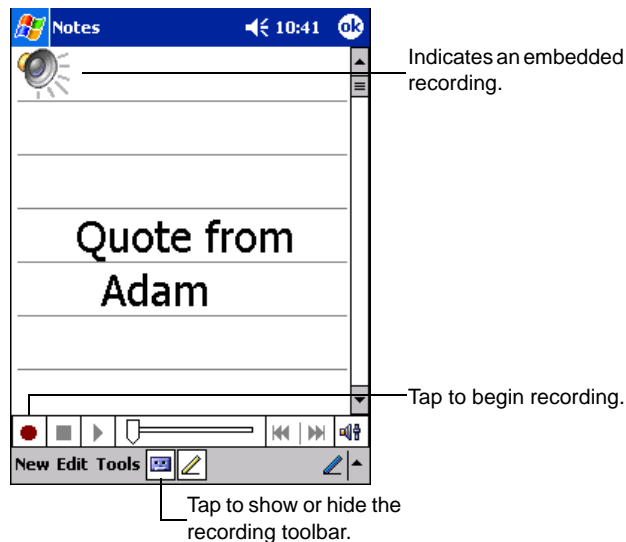 Notes 10:41 ok
Indicates an embedded
recording.
Quote from
Adam
Tap to begin recording.
New Edit Tools
Tap to show or hide the
recording toolbar.